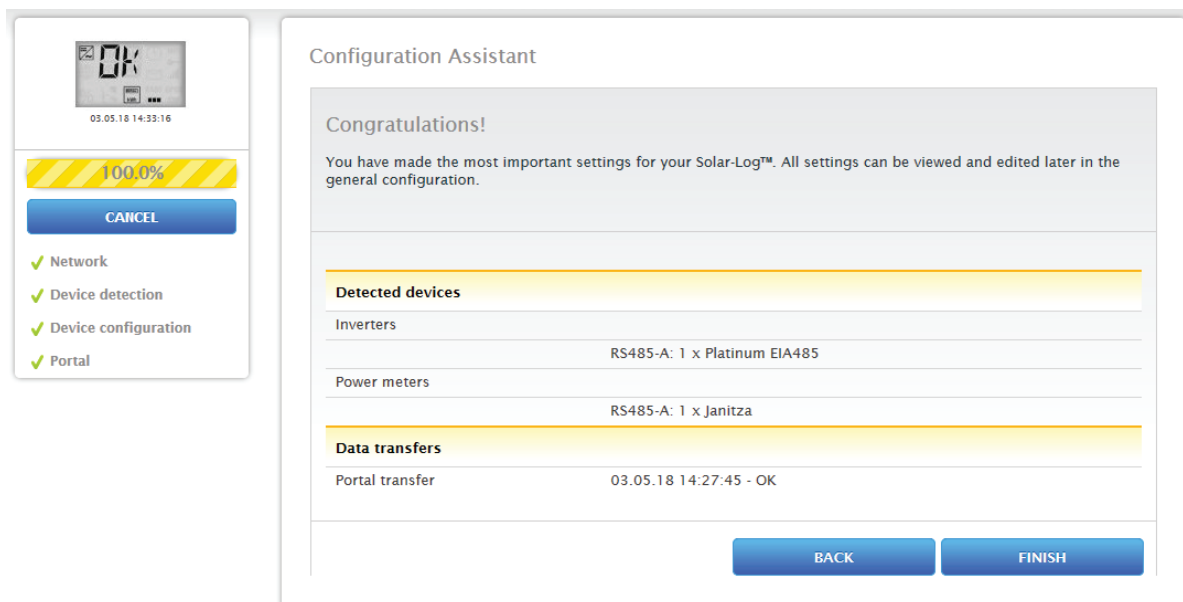 OK
03.05.18 14:33:16
100.0%
CANCEL
Network
Device detection
Device configuration
Portal
Configuration Assistant
Congratulations!
You have made the most important settings for your Solar-Log™. All settings can be viewed and edited later in the
general configuration.
Detected devices
Inverters
RS485-A: 1 x Platinum EIA485
Power meters
RS485-A: 1 x Janitza
Data transfers
Portal transfer 03.05.18 14:27:45 - OK
BACK FINISH